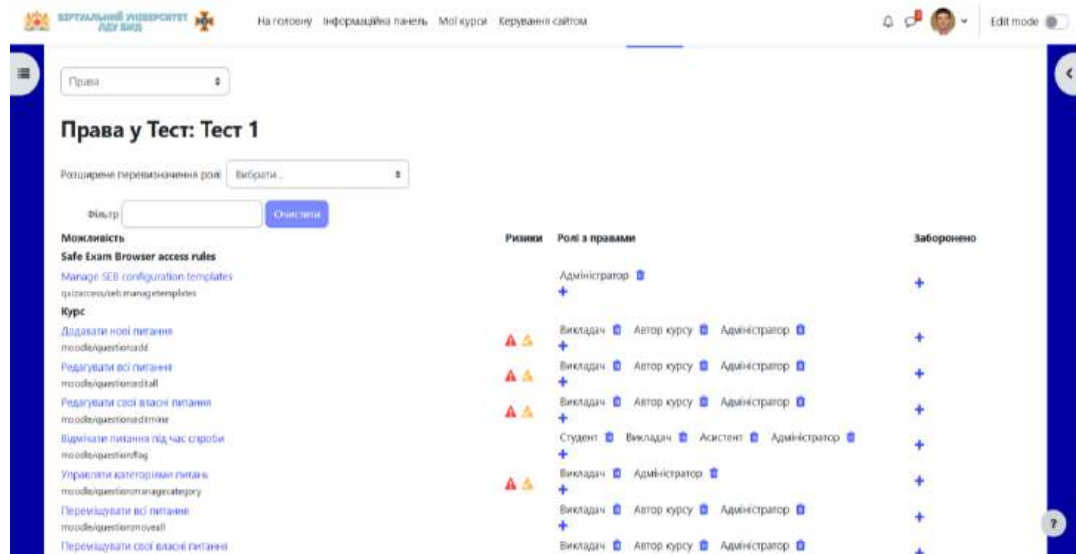 ВІРТУАЛЬНИЙ УНІВЕРСИТЕТ
ЛДУ БЖД
На головну Інформаційна панель Мої курси Керування сайтом
Edit mode
Права
Права у Тест: Тест 1
Розширене перевизначення ролі Вибрати...
Фільтр Очистити
Можливість Ризики Ролі з правами Заборонено
Safe Exam Browser access rules
Manage SEB configuration templates Адміністратор
quizaccess/seb:managetemplates
Курс
Додавати нові питання Викладач Автор курсу Адміністратор
moodle/question:add
Редагувати всі питання Викладач Автор курсу Адміністратор
moodle/question:editall
Редагувати свої власні питання Викладач Автор курсу Адміністратор
moodle/question:editmine
Відмічати питання під час спроби Студент Викладач Асистент Адміністратор
moodle/question:flag
Управляти категоріями питань Викладач Адміністратор
moodle/question:managecategory
Переміщувати всі питання Викладач Автор курсу Адміністратор
moodle/question:moveall
Переміщувати свої власні питання Викладач Автор курсу Адміністратор
?